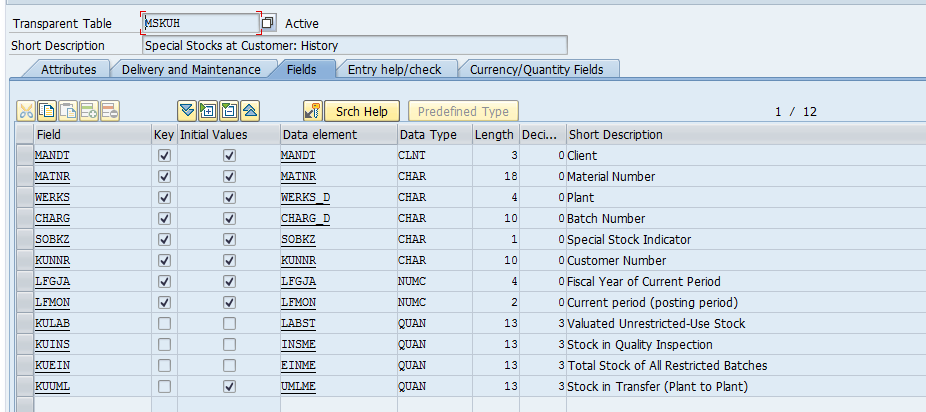 Transparent Table MSKUH Active
Short Description Special Stocks at Customer: History
Attributes Delivery and Maintenance Fields Entry help/check Currency/Quantity Fields
Srch Help Predefined Type 1 / 12
Field Key Initial Values Data element Data Type Length Deci... Short Description
MANDT MANDT CLNT 3 0 Client
MATNR MATNR CHAR 18 0 Material Number
WERKS WERKS_D CHAR 4 0 Plant
CHARG CHARG_D CHAR 10 0 Batch Number
SOBKZ SOBKZ CHAR 1 0 Special Stock Indicator
KUNNR KUNNR CHAR 10 0 Customer Number
LFGJA LFGJA NUMC 4 0 Fiscal Year of Current Period
LFMON LFMON NUMC 2 0 Current period (posting period)
KULAB LABST QUAN 13 3 Valuated Unrestricted-Use Stock
KUINS INSME QUAN 13 3 Stock in Quality Inspection
KUEIN EINME QUAN 13 3 Total Stock of All Restricted Batches
KUUML UMLME QUAN 13 3 Stock in Transfer (Plant to Plant)